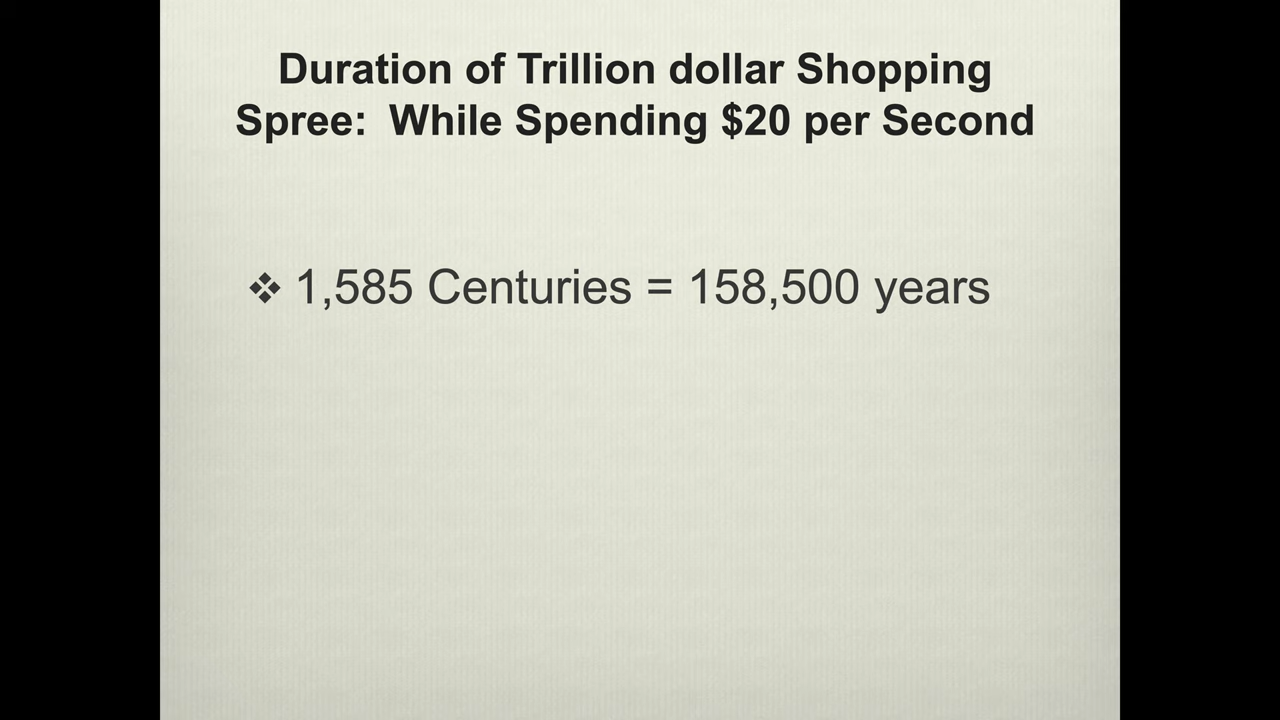 Duration of Trillion dollar Shopping
Spree:  While Spending $20 per Second
❖ 1,585 Centuries = 158,500 years